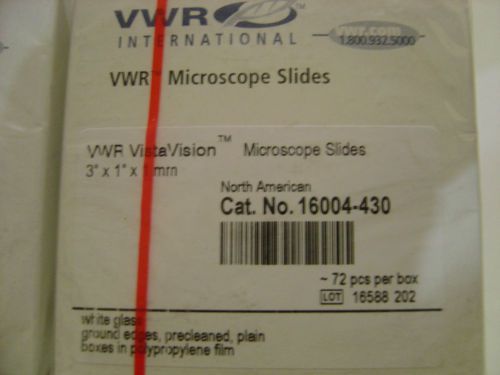 VWR™
INTERNATIONAL
1.800.932.5000
VWR™ Microscope Slides
VWR VistaVision™ Microscope Slides
3" x 1" x 1 mm
North American
Cat. No. 16004-430
~ 72 pcs per box
LOT 16588 202
white glass
ground edges, precleaned, plain
boxes in polypropylene film